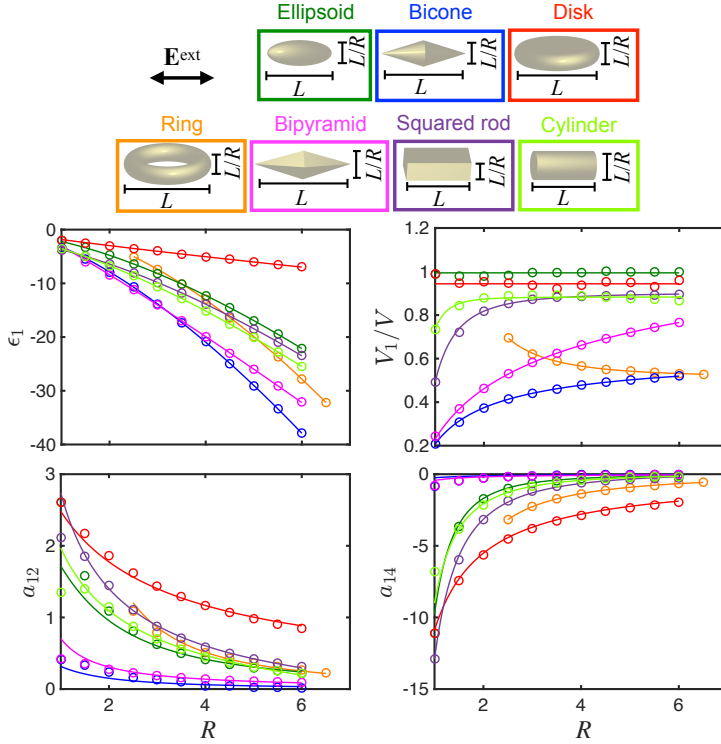 Ellipsoid Bicone Disk
E^ext
L/R L/R L/R
L L L
Ring Bipyramid Squared rod Cylinder
L/R L/R L/R L/R
L L L L
0
-10
-20
-30
-40
ϵ₁
2 4 6
1.2
1
0.8
0.6
0.4
0.2
V₁/V
2 4 6
3
2
1
0
a₁₂
2 4 6
R
0
-5
-10
-15
a₁₄
2 4 6
R